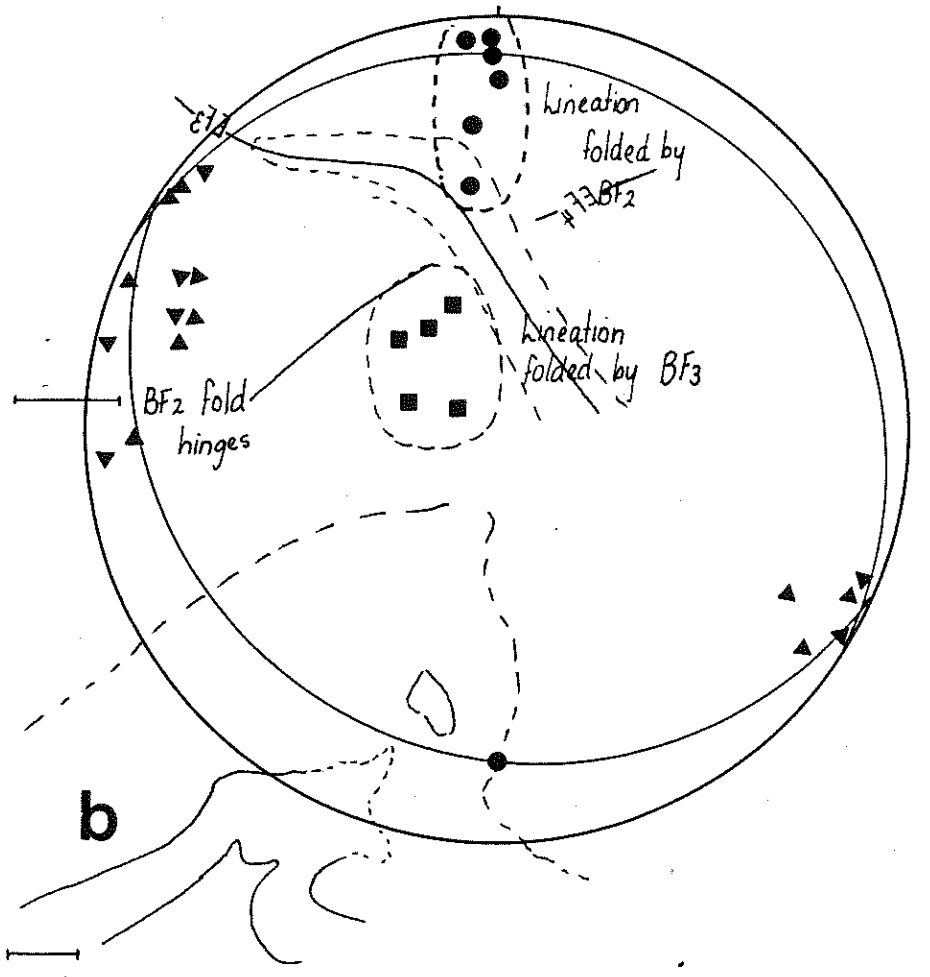 Lineation
folded by
BF2
Lineation
folded by BF3
BF2 fold
hinges
b